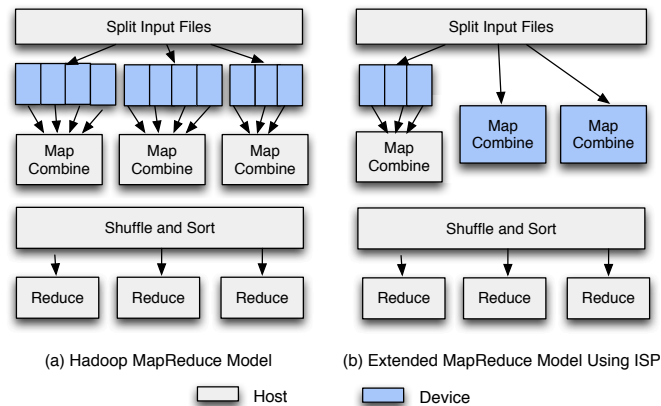 Split Input Files
Split Input Files
Map
Combine
Map
Combine
Map
Combine
Map
Combine
Map
Combine
Map
Combine
Shuffle and Sort
Shuffle and Sort
Reduce
Reduce
Reduce
Reduce
Reduce
Reduce
(a) Hadoop MapReduce Model
(b) Extended MapReduce Model Using ISP
Host
Device